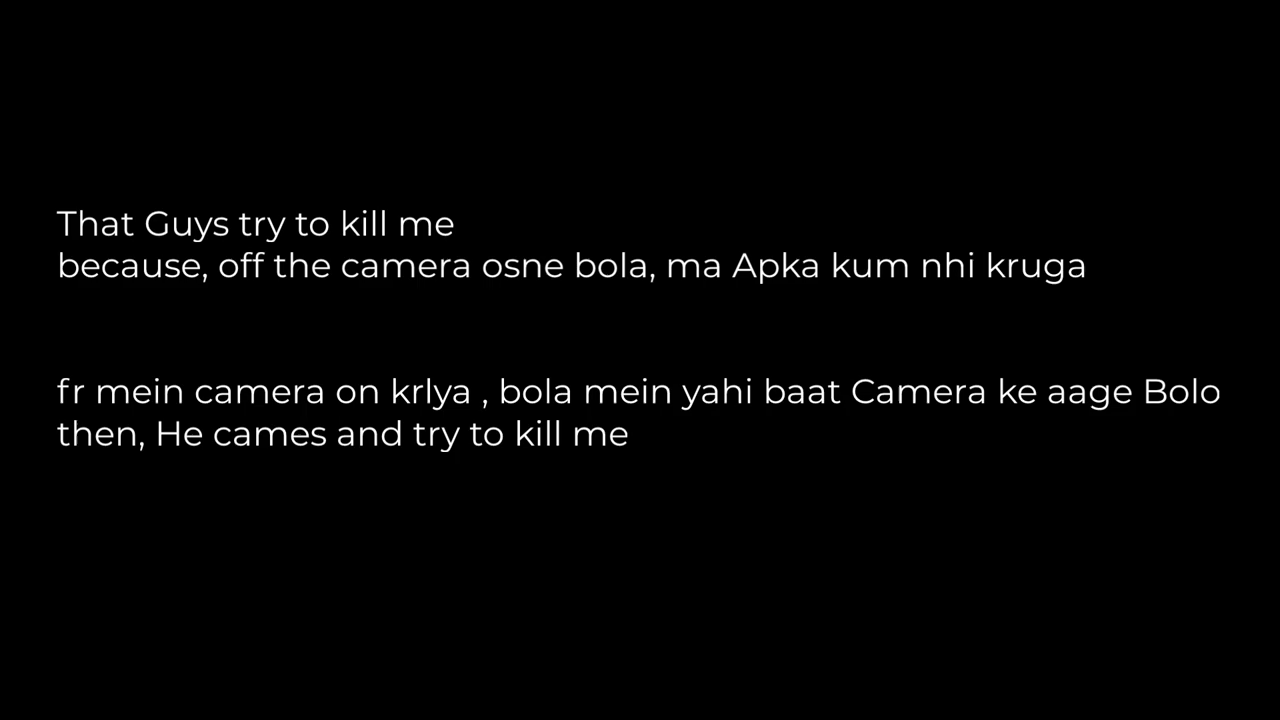 That Guys try to kill me
because, off the camera osne bola, ma Apka kum nhi kruga
fr mein camera on krlya , bola mein yahi baat Camera ke aage Bolo
then, He cames and try to kill me